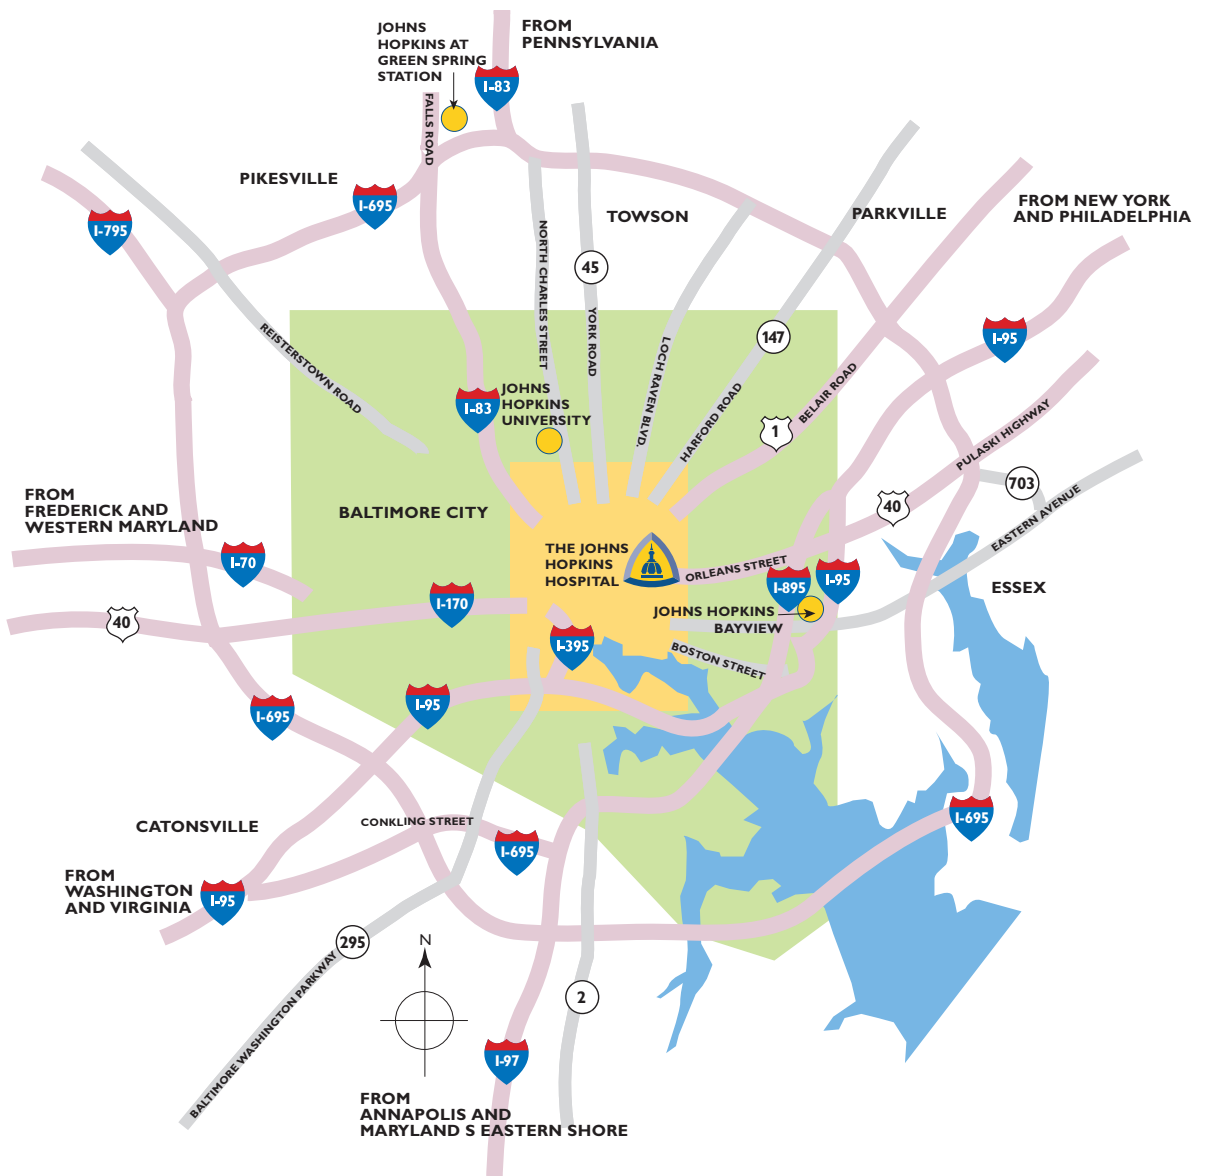 JOHNS
HOPKINS AT
GREEN SPRING
STATION
FROM
PENNSYLVANIA
I-83
FALLS ROAD
PIKESVILLE
I-695
I-795
TOWSON
PARKVILLE
FROM NEW YORK
AND PHILADELPHIA
NORTH CHARLES STREET
45
YORK ROAD
LOCH RAVEN BLVD.
147
HARFORD ROAD
I-95
REISTERSTOWN ROAD
BELAIR ROAD
1
I-83
JOHNS
HOPKINS
UNIVERSITY
PULASKI HIGHWAY
703
40
EASTERN AVENUE
FROM
FREDERICK AND
WESTERN MARYLAND
BALTIMORE CITY
I-70
THE JOHNS
HOPKINS
HOSPITAL
ORLEANS STREET
I-895
I-95
ESSEX
40
I-170
JOHNS HOPKINS
BAYVIEW
I-395
BOSTON STREET
I-695
I-95
CATONSVILLE
CONKLING STREET
I-695
I-695
FROM
WASHINGTON
AND VIRGINIA
I-95
295
N
BALTIMORE WASHINGTON PARKWAY
2
I-97
FROM
ANNAPOLIS AND
MARYLAND S EASTERN SHORE